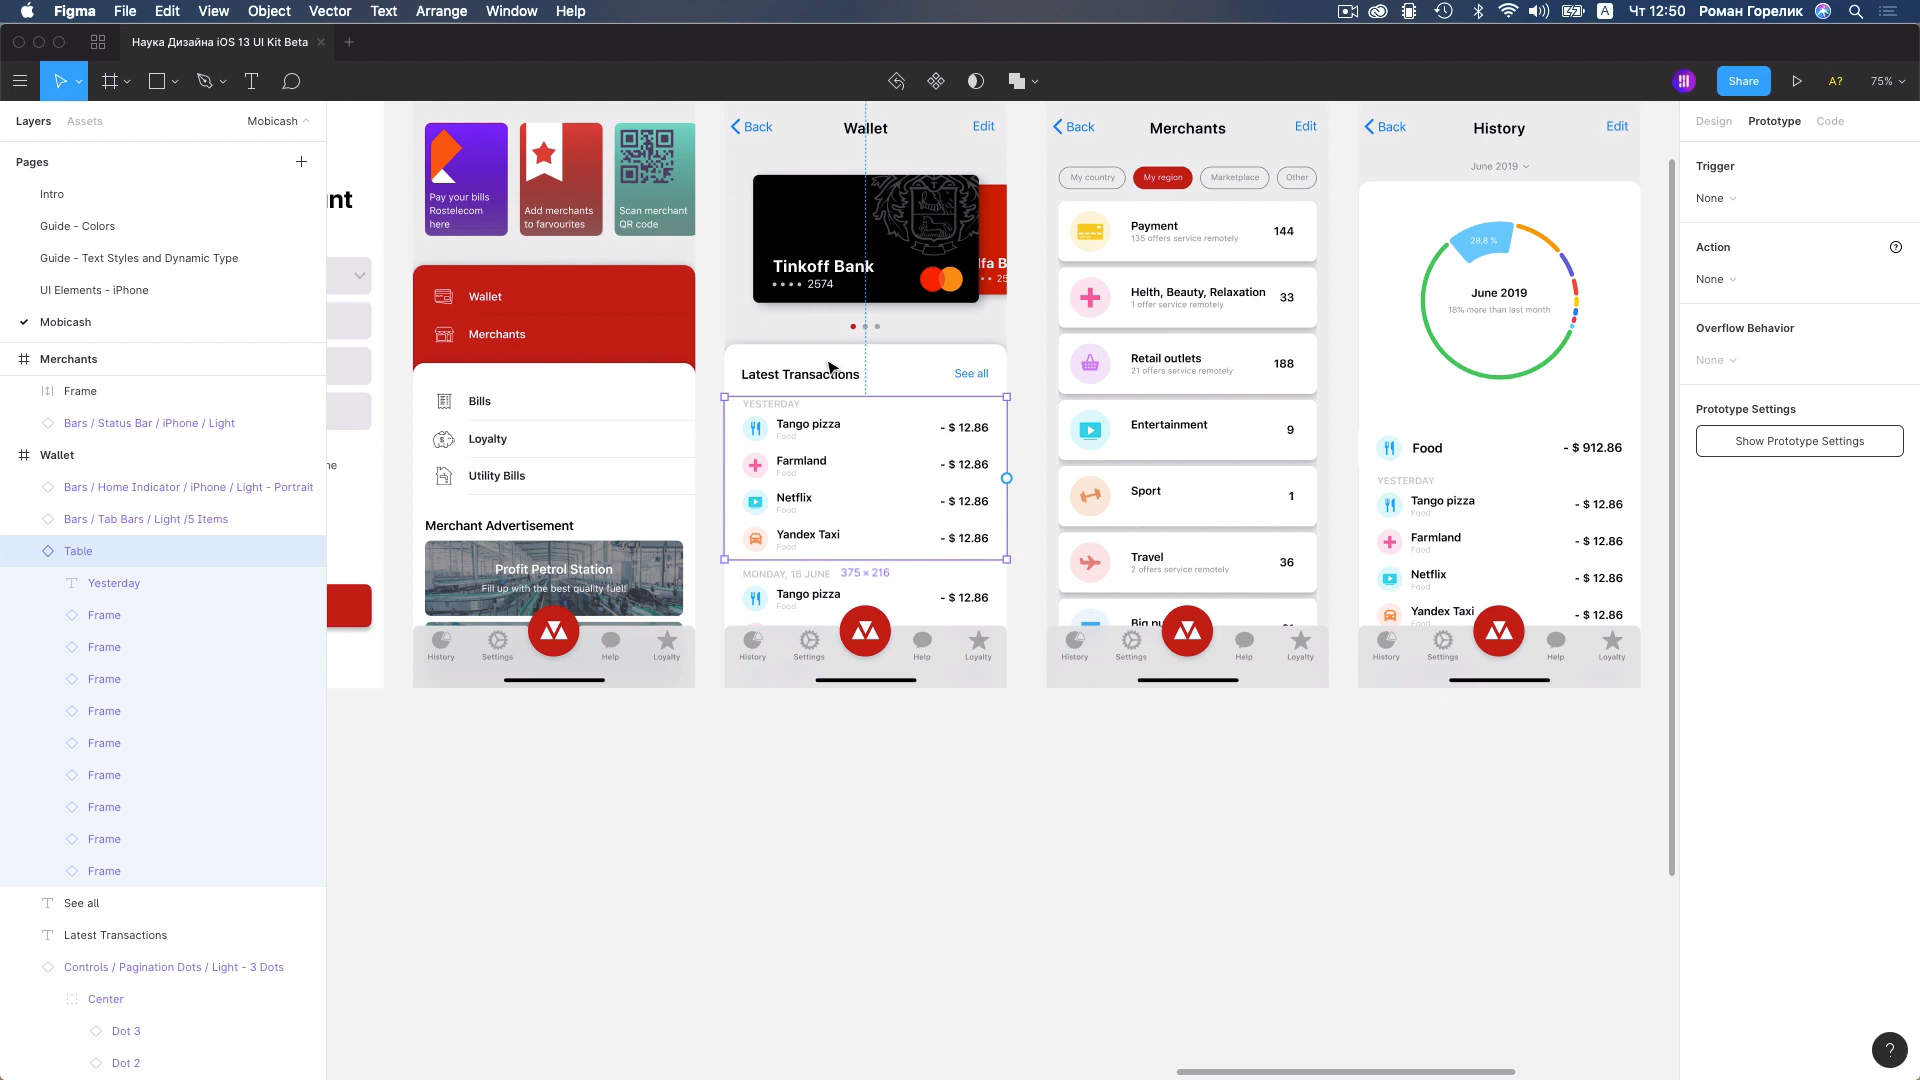 Figma File Edit View Object Vector Text Arrange Window Help
A Чт 12:50 Роман Горелик
Наука Дизайна iOS 13 UI Kit Beta
Share A? 75%
Layers Assets Mobicash
Pages
Intro
Guide - Colors
Guide - Text Styles and Dynamic Type
UI Elements - iPhone
Mobicash
Merchants
Frame
Bars / Status Bar / iPhone / Light
Wallet
Bars / Home Indicator / iPhone / Light - Portrait
Bars / Tab Bars / Light /5 Items
Table
Yesterday
Frame
Frame
Frame
Frame
Frame
Frame
Frame
Frame
Frame
See all
Latest Transactions
Controls / Pagination Dots / Light - 3 Dots
Center
Dot 3
Dot 2
Pay your bills
Rostelecom
here
Add merchants
to farvourites
Scan merchant
QR code
Wallet
Merchants
Bills
Loyalty
Utility Bills
Merchant Advertisement
Profit Petrol Station
Fill up with the best quality fuel!
History Settings Help Loyalty
Back Wallet Edit
Tinkoff Bank
•••• 2574
Latest Transactions See all
YESTERDAY
Tango pizza - $ 12.86
Food
Farmland - $ 12.86
Food
Netflix - $ 12.86
Food
Yandex Taxi - $ 12.86
Food
MONDAY, 16 JUNE 375 × 216
Tango pizza - $ 12.86
Food
History Settings Help Loyalty
Back Merchants Edit
My country My region Marketplace Other
Payment 144
135 offers service remotely
Helth, Beauty, Relaxation 33
1 offer service remotely
Retail outlets 188
21 offers service remotely
Entertainment 9
Sport 1
Travel 36
2 offers service remotely
History Settings Help Loyalty
Back History Edit
June 2019
28,8 %
June 2019
18% more than last month
Food - $ 912.86
YESTERDAY
Tango pizza - $ 12.86
Food
Farmland - $ 12.86
Food
Netflix - $ 12.86
Food
Yandex Taxi - $ 12.86
Food
History Settings Help Loyalty
Design Prototype Code
Trigger
None
Action ?
None
Overflow Behavior
None
Prototype Settings
Show Prototype Settings
?